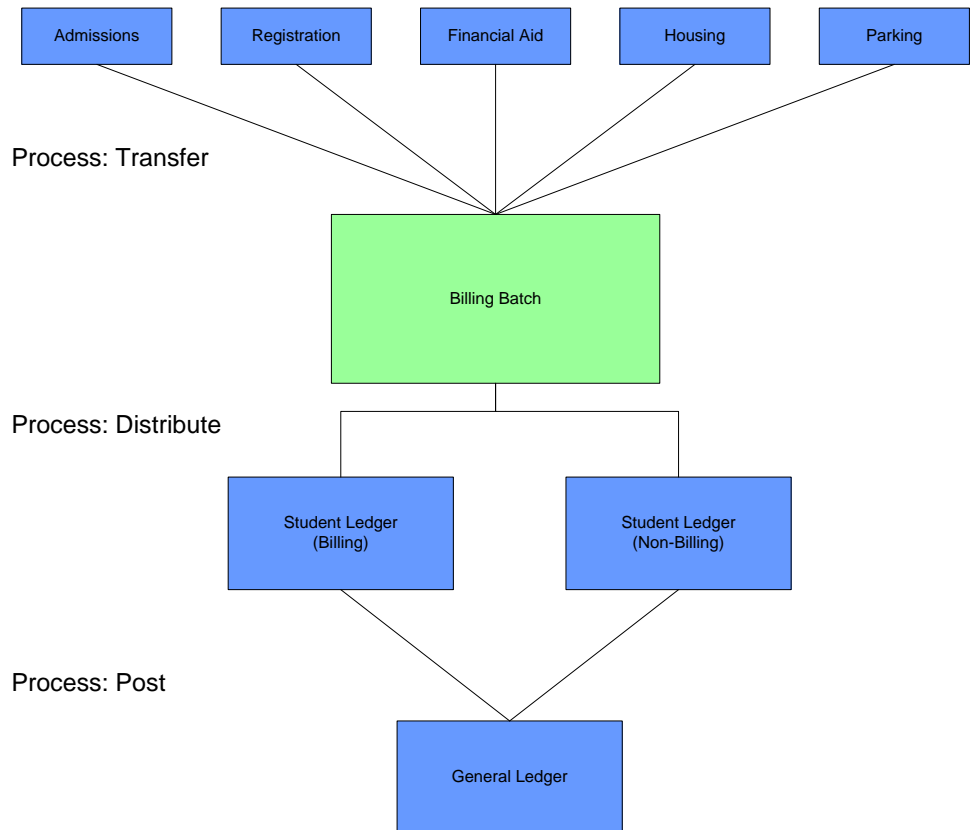 Admissions
Registration
Financial Aid
Housing
Parking
Process: Transfer
Billing Batch
Process: Distribute
Student Ledger
(Billing)
Student Ledger
(Non-Billing)
Process: Post
General Ledger